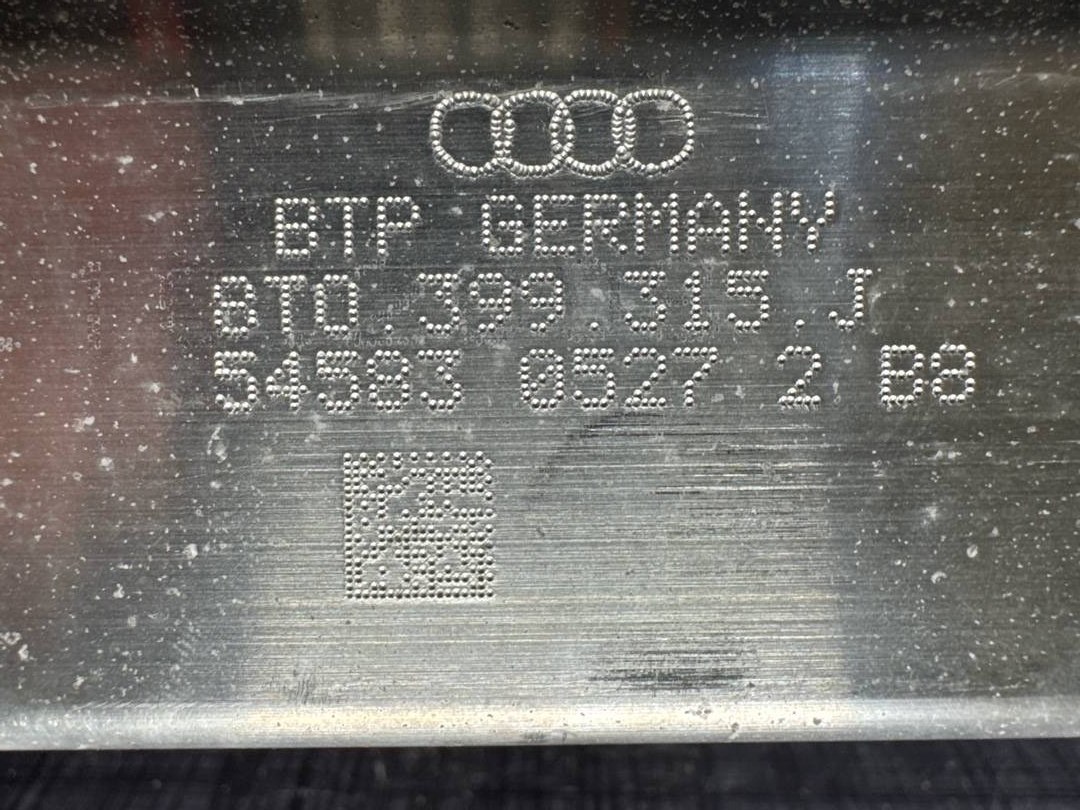 BTP GERMANY
8T0.399.315.J
54583 0527 2 B8